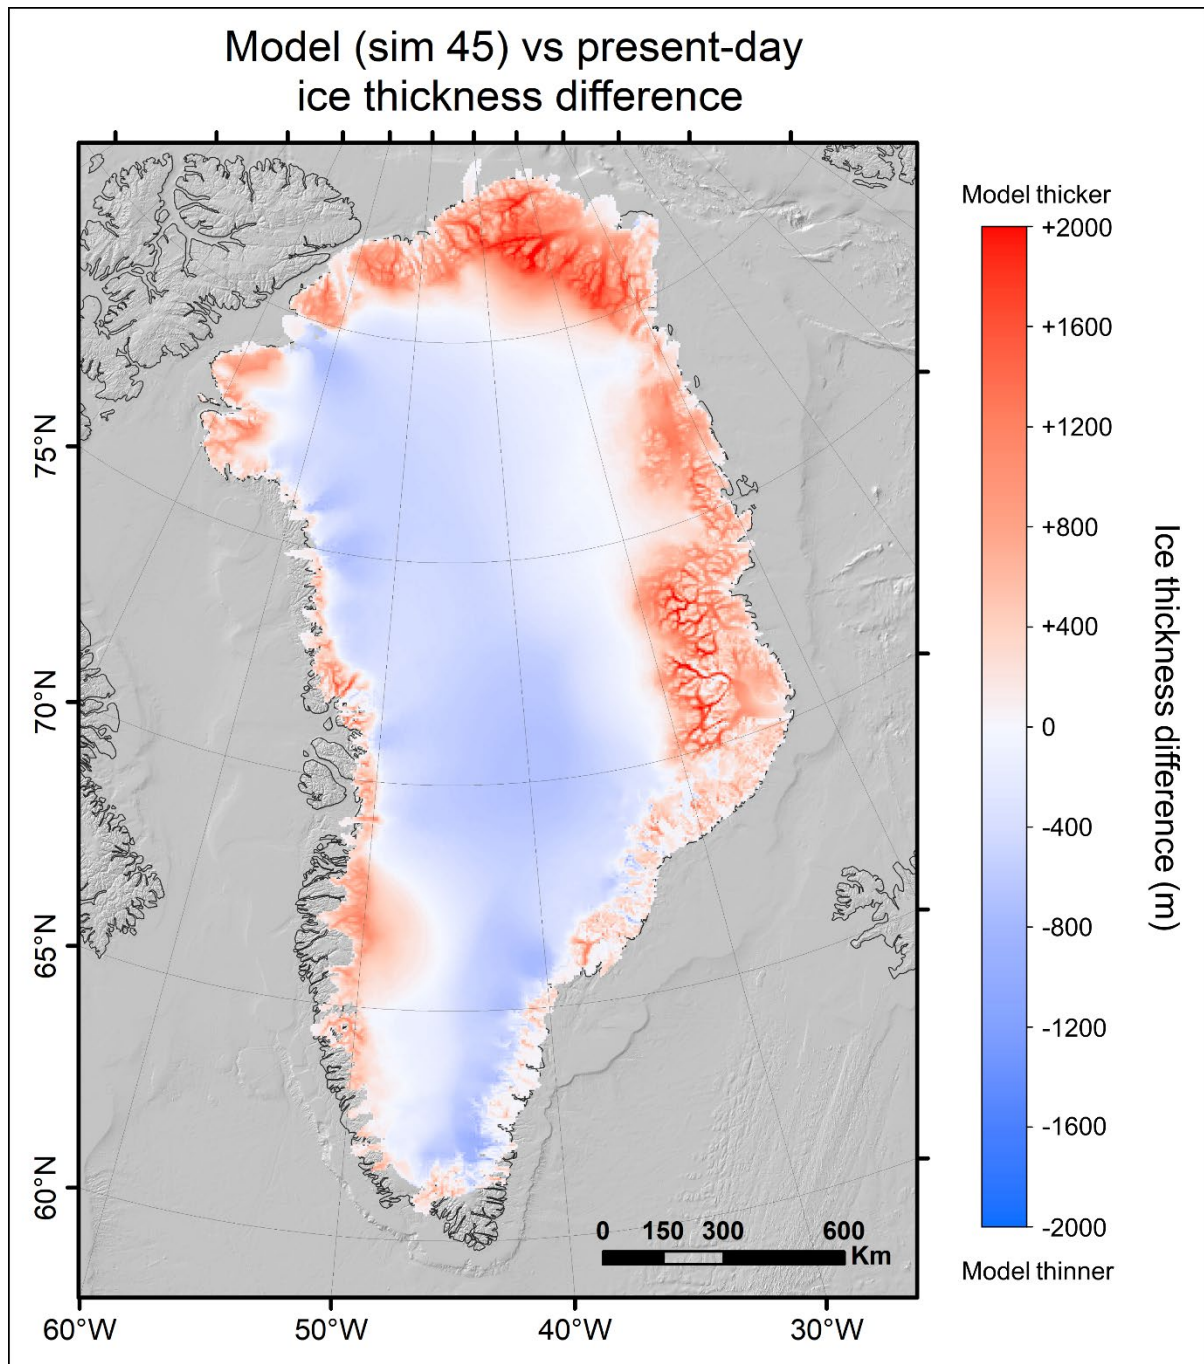 Model (sim 45) vs present-day
ice thickness difference
Model thicker
+2000
+1600
+1200
+800
+400
0
-400
-800
-1200
-1600
-2000
Model thinner
Ice thickness difference (m)
75°N
70°N
65°N
60°N
0 150 300 600
Km
60°W 50°W 40°W 30°W